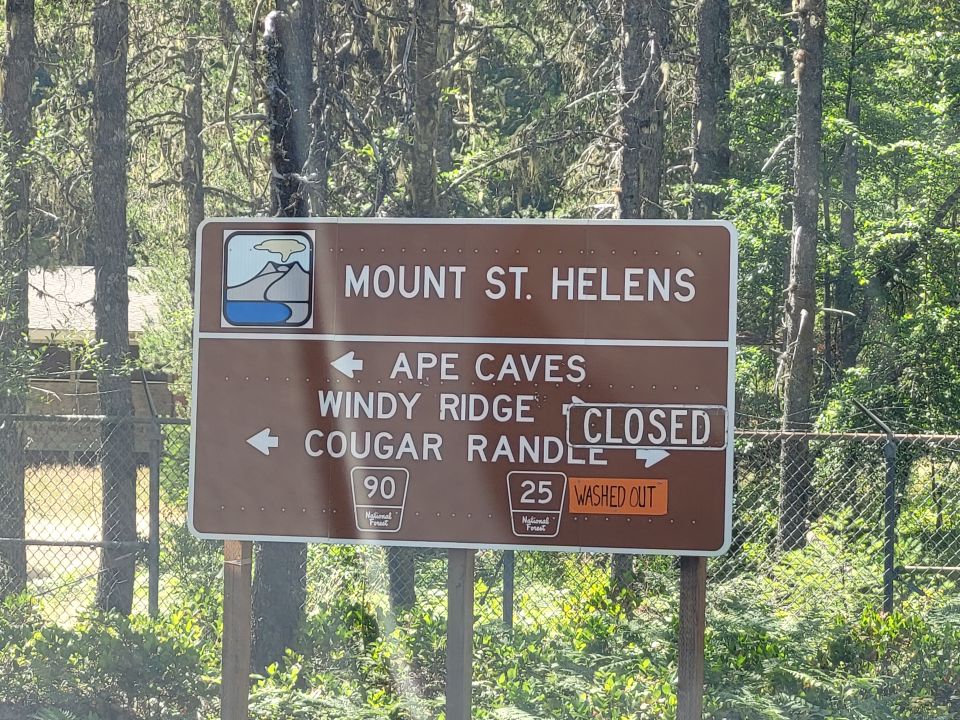 MOUNT ST. HELENS
APE CAVES
WINDY RIDGE
CLOSED
COUGAR RANDLE
90
National
Forest
25
National
Forest
WASHED OUT